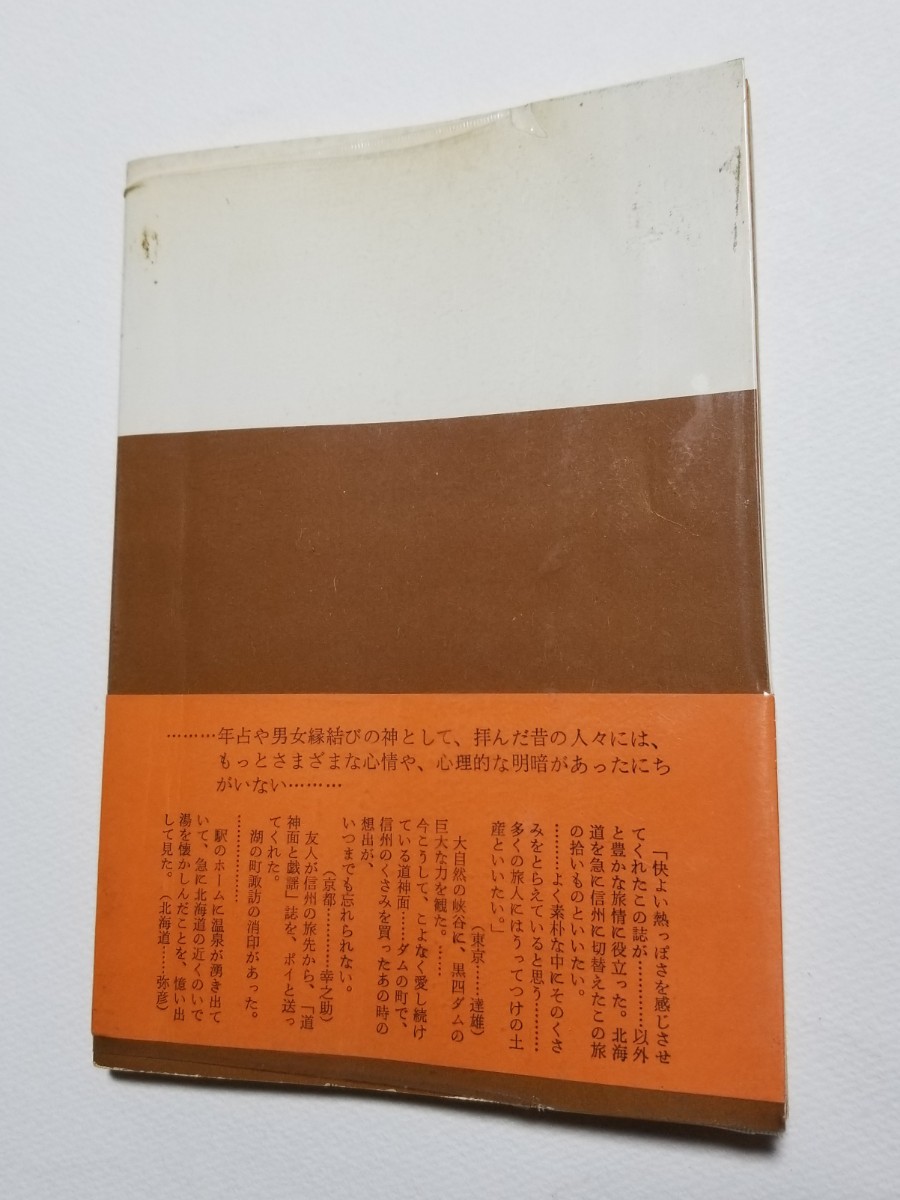 ………年占や男女縁結びの神として、拝んだ昔の人々には、
もっとさまざまな心情や、心理的な明暗があったにち
がいない………
「快よい熱っぽさを感じさせ
てくれたこの誌が………以外
と豊かな旅情に役立った。北海
道を急に信州に切替えたこの旅
の拾いものといいたい。
………よく素朴な中にそのくさ
みをとらえていると思う………
多くの旅人にはうってつけの土
産といいたい。」
（東京……達雄）
大自然の峡谷に、黒四ダムの
巨大な力を観た。……
今こうして、こよなく愛し続け
ている道神面……ダムの町で、
信州のくさみを買ったあの時の
想出が、
いつまでも忘れられない。
（京都………幸之助）
友人が信州の旅先から、「道
神面と戯謡」誌を、ポイと送っ
てくれた。
湖の町諏訪の消印があった。
………………
駅のホームに温泉が湧き出て
いて、急に北海道の近くのいで
湯を懐かしんだことを、憶い出
して見た。（北海道……弥彦）